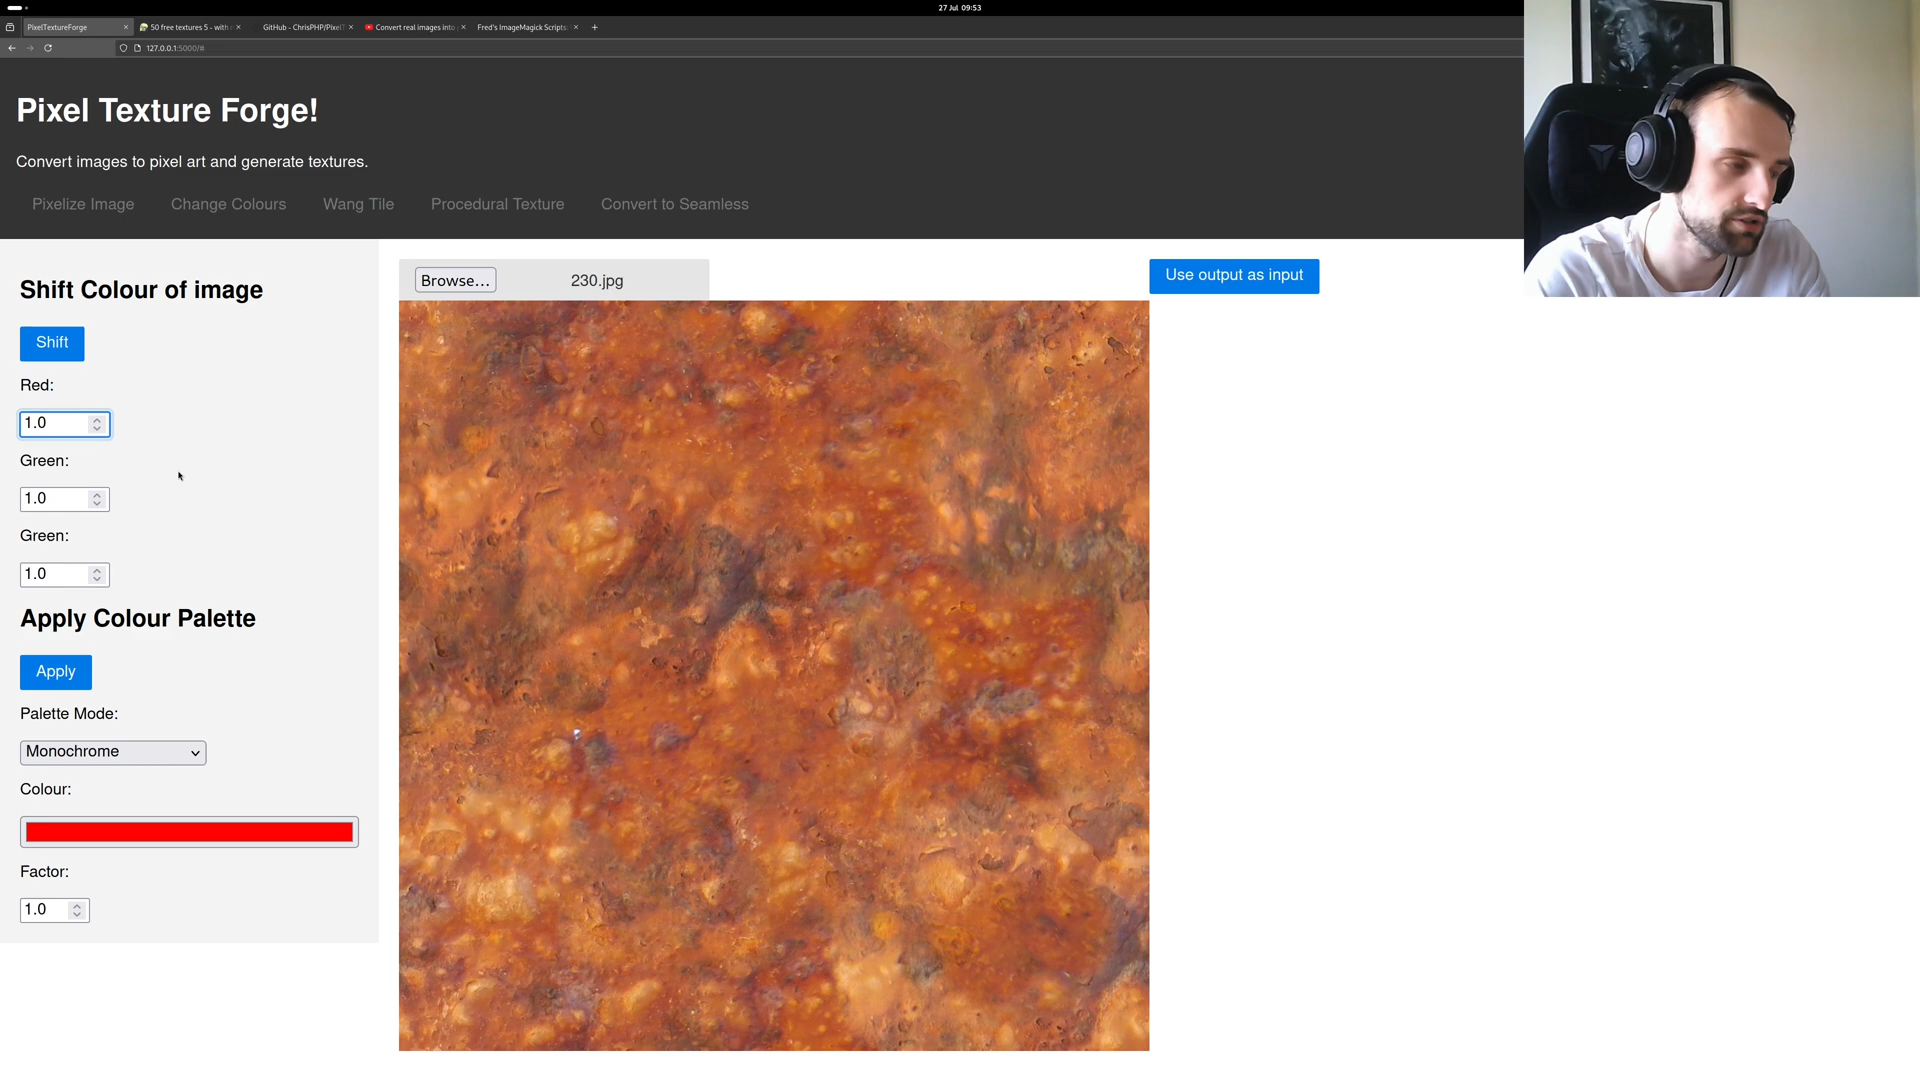 27 Jul 09:53
PixelTextureForge
50 free textures 5 - with
GitHub - ChrisPHP/PixelT
Convert real images into
Fred's ImageMagick Scripts:
127.0.0.1:5000/#
Pixel Texture Forge!
Convert images to pixel art and generate textures.
Pixelize Image
Change Colours
Wang Tile
Procedural Texture
Convert to Seamless
Shift Colour of image
Browse...
230.jpg
Use output as input
Shift
Red:
1.0
Green:
1.0
Green:
1.0
Apply Colour Palette
Apply
Palette Mode:
Monochrome
Colour:
Factor:
1.0